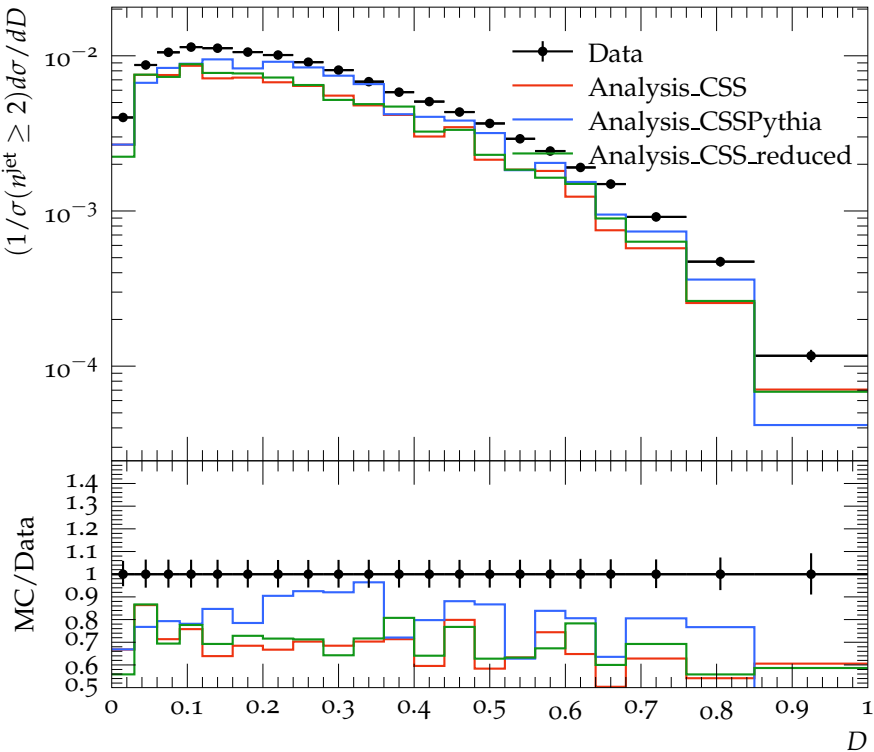 (1/σ(n^jet ≥ 2)dσ/dD
10^−2
10^−3
10^−4
Data
Analysis_CSS
Analysis_CSSPythia
Analysis_CSS_reduced
MC/Data
1.4
1.3
1.2
1.1
1
0.9
0.8
0.7
0.6
0.5
0 0.1 0.2 0.3 0.4 0.5 0.6 0.7 0.8 0.9 1
D